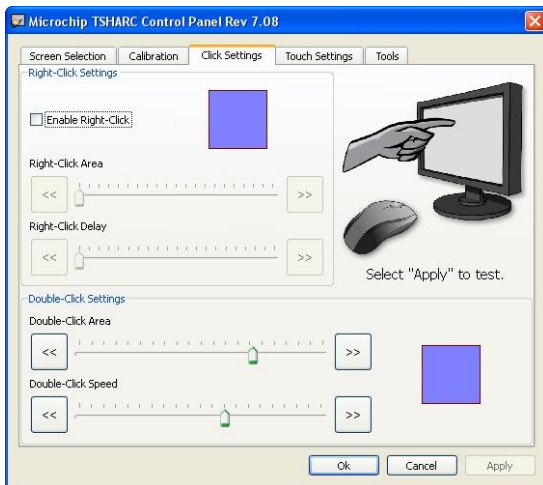 Microchip TSHARC Control Panel Rev 7.08
Screen Selection Calibration Click Settings Touch Settings Tools
Right-Click Settings
Enable Right-Click
Right-Click Area
<< >>
Right-Click Delay
<< >>
Select "Apply" to test.
Double-Click Settings
Double-Click Area
<< >>
Double-Click Speed
<< >>
Ok Cancel Apply